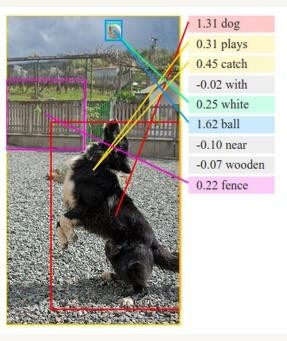 1.31 dog
0.31 plays
0.45 catch
-0.02 with
0.25 white
1.62 ball
-0.10 near
-0.07 wooden
0.22 fence